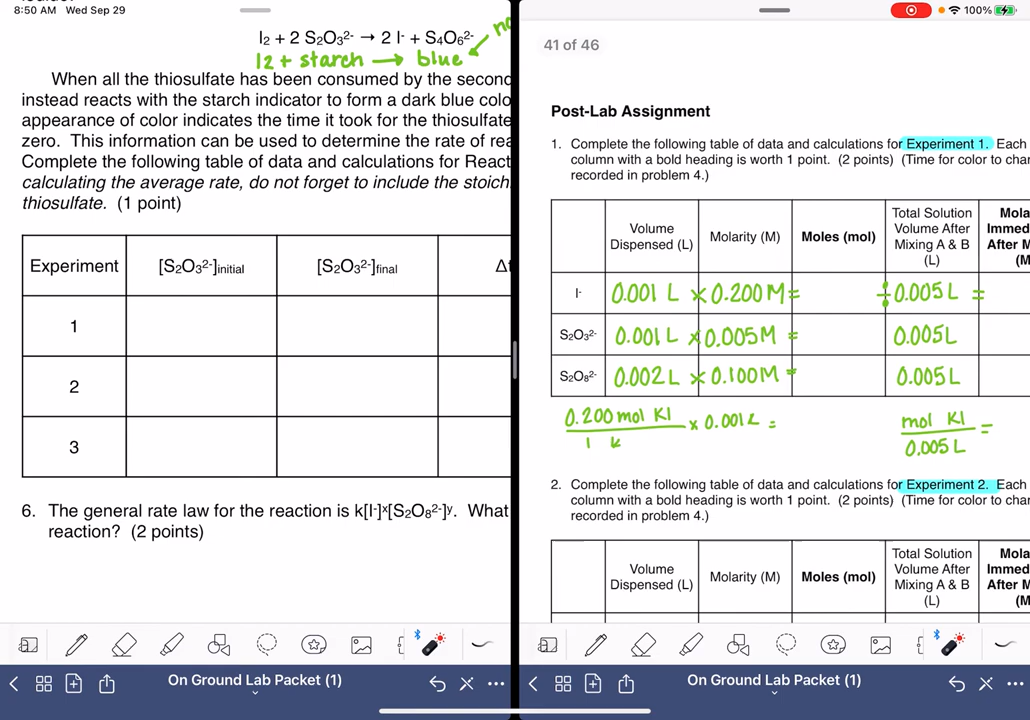 8:50 AM Wed Sep 29
100%
I₂ + 2 S₂O₃²⁻ → 2 I⁻ + S₄O₆²⁻
I2 + starch → blue
When all the thiosulfate has been consumed by the second
instead reacts with the starch indicator to form a dark blue colo
appearance of color indicates the time it took for the thiosulfate
zero. This information can be used to determine the rate of rea
Complete the following table of data and calculations for React
calculating the average rate, do not forget to include the stoich
thiosulfate. (1 point)
Experiment [S₂O₃²⁻]initial [S₂O₃²⁻]final Δt
1
2
3
6. The general rate law for the reaction is k[I⁻]ˣ[S₂O₈²⁻]ʸ. What
reaction? (2 points)
On Ground Lab Packet (1)
41 of 46
Post-Lab Assignment
1. Complete the following table of data and calculations for Experiment 1. Each
column with a bold heading is worth 1 point. (2 points) (Time for color to char
recorded in problem 4.)
Volume Dispensed (L) Molarity (M) Moles (mol) Total Solution Volume After Mixing A & B (L) Mola Immed After M (M
I⁻ 0.001 L × 0.200 M = ÷ 0.005 L =
S₂O₃²⁻ 0.001 L × 0.005 M = 0.005 L
S₂O₈²⁻ 0.002 L × 0.100 M = 0.005 L
0.200 mol KI × 0.001 L = mol KI =
1 0.005 L
2. Complete the following table of data and calculations for Experiment 2. Each
column with a bold heading is worth 1 point. (2 points) (Time for color to char
recorded in problem 4.)
Volume Dispensed (L) Molarity (M) Moles (mol) Total Solution Volume After Mixing A & B (L) Mola Immed After M (M
On Ground Lab Packet (1)